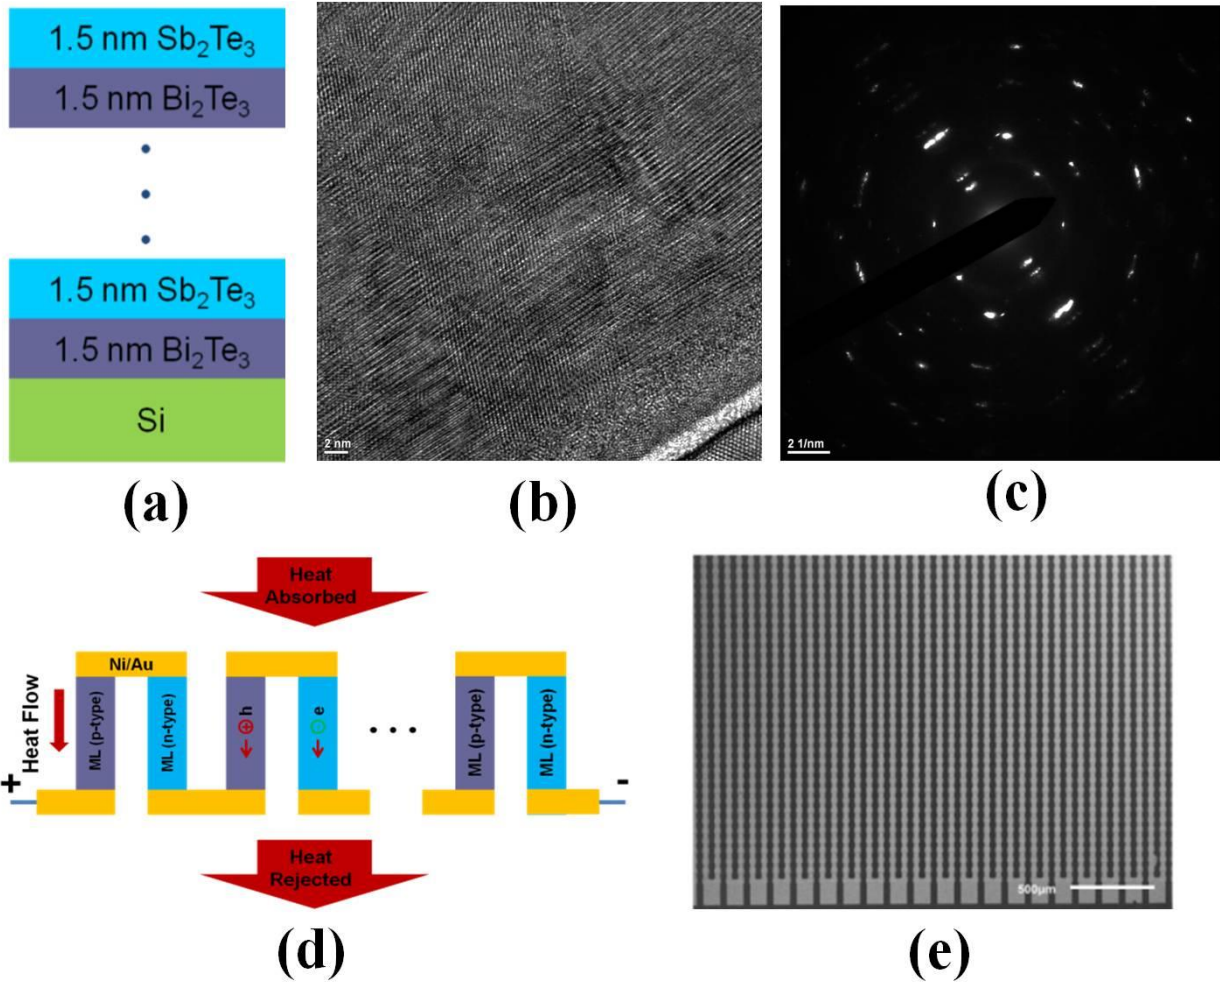 1.5 nm Sb₂Te₃
1.5 nm Bi₂Te₃
1.5 nm Sb₂Te₃
1.5 nm Bi₂Te₃
Si
(a)
2 nm
(b)
2 1/nm
(c)
Heat
Absorbed
Ni/Au
Heat Flow
ML (p-type)
ML (n-type)
h
e
ML (p-type)
ML (n-type)
+
-
Heat
Rejected
(d)
500µm
(e)